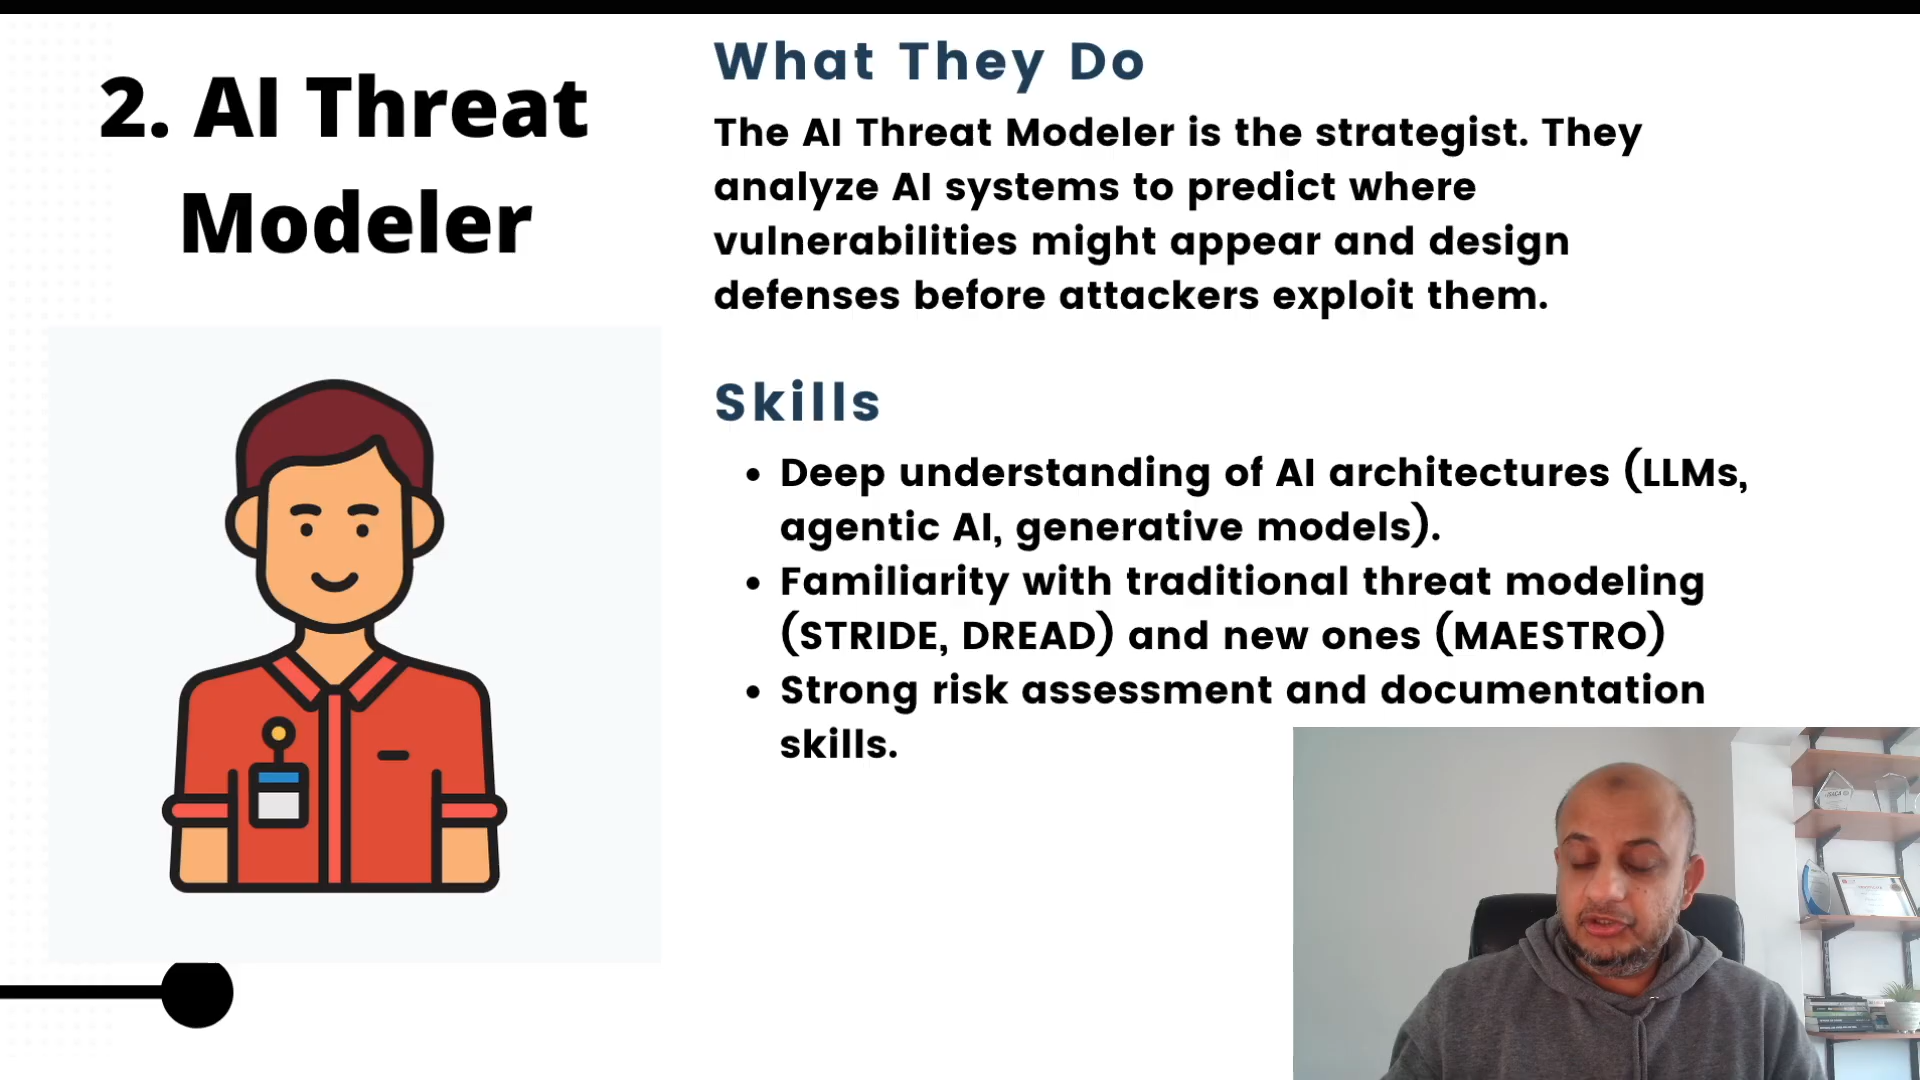 2. AI Threat
Modeler
What They Do
The AI Threat Modeler is the strategist. They
analyze AI systems to predict where
vulnerabilities might appear and design
defenses before attackers exploit them.
Skills
• Deep understanding of AI architectures (LLMs,
agentic AI, generative models).
• Familiarity with traditional threat modeling
(STRIDE, DREAD) and new ones (MAESTRO)
• Strong risk assessment and documentation
skills.